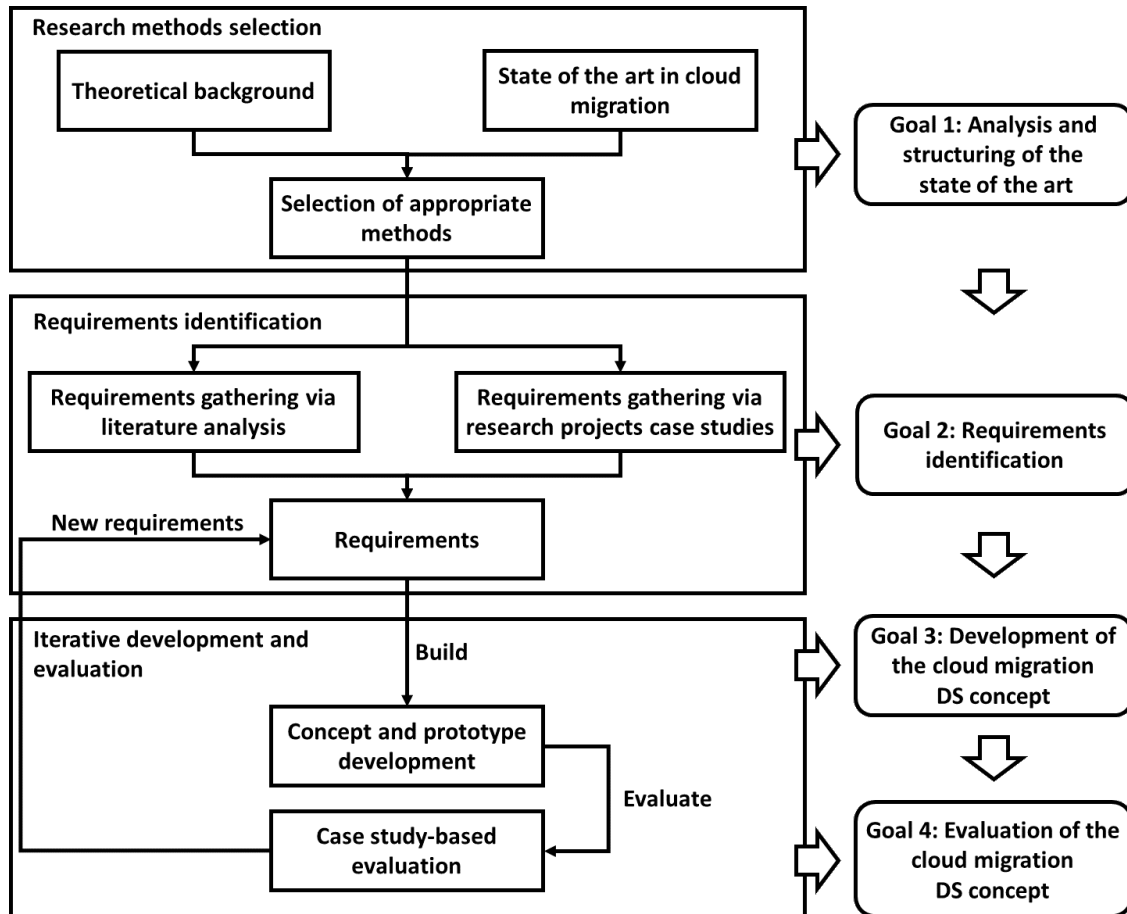 Research methods selection
Theoretical background
State of the art in cloud
migration
Selection of appropriate
methods
Goal 1: Analysis and
structuring of the
state of the art
Requirements identification
Requirements gathering via
literature analysis
Requirements gathering via
research projects case studies
Goal 2: Requirements
identification
New requirements
Requirements
Iterative development and
evaluation
Build
Goal 3: Development of
the cloud migration
DS concept
Concept and prototype
development
Evaluate
Case study-based
evaluation
Goal 4: Evaluation of the
cloud migration
DS concept